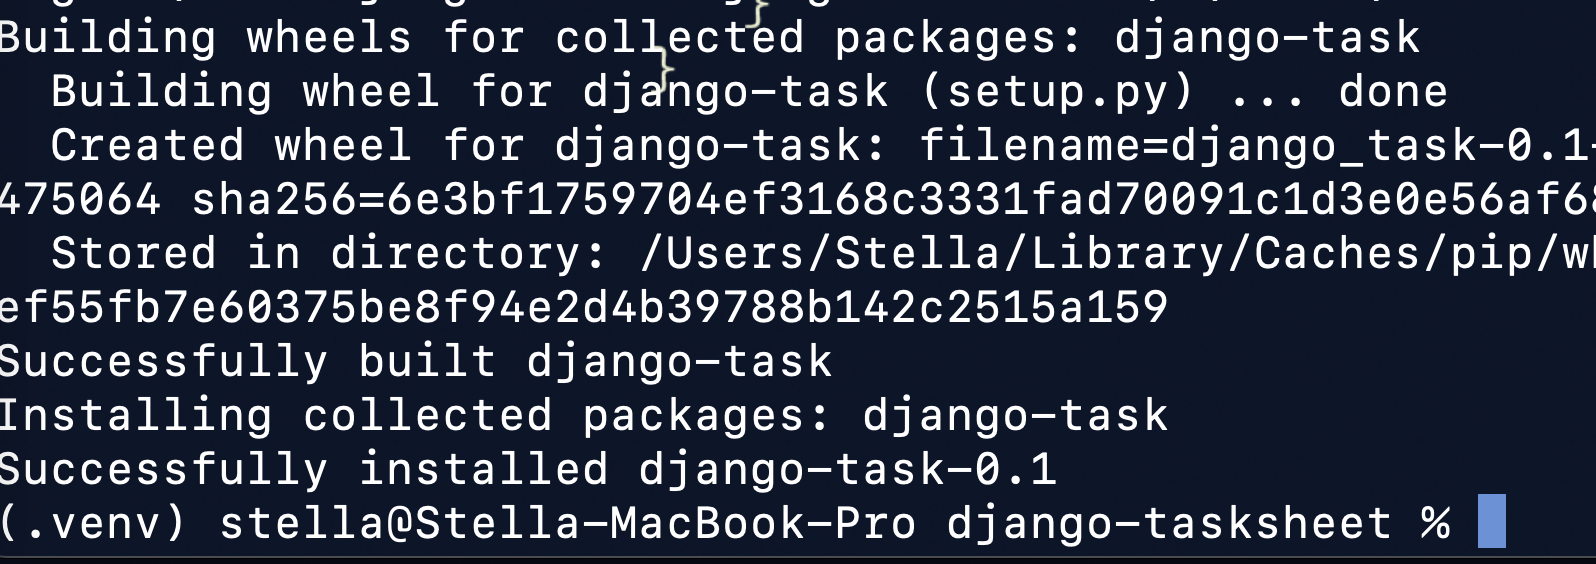 Building wheels for collected packages: django-task
Building wheel for django-task (setup.py) ... done
Created wheel for django-task: filename=django_task-0.1-
475064 sha256=6e3bf1759704ef3168c3331fad70091c1d3e0e56af68
Stored in directory: /Users/Stella/Library/Caches/pip/wh
ef55fb7e60375be8f94e2d4b39788b142c2515a159
Successfully built django-task
Installing collected packages: django-task
Successfully installed django-task-0.1
(.venv) stella@Stella-MacBook-Pro django-tasksheet %